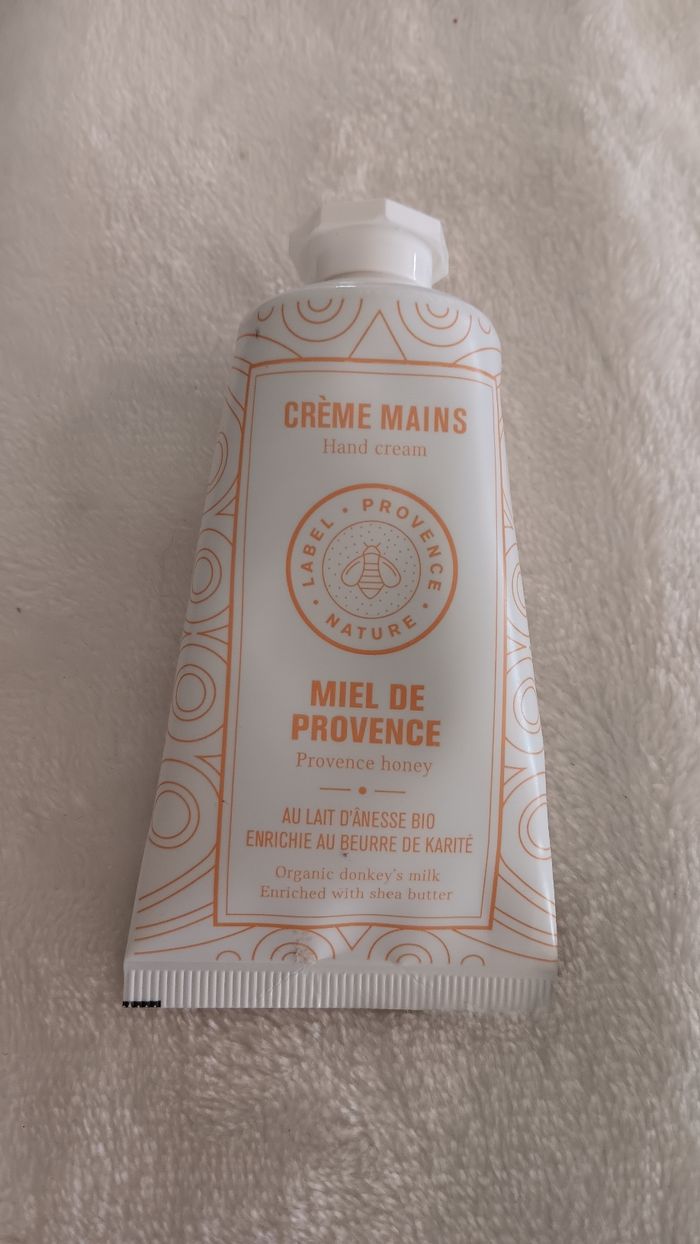 CRÈME MAINS
Hand cream
LABEL • PROVENCE • NATURE •
MIEL DE
PROVENCE
Provence honey
AU LAIT D'ÂNESSE BIO
ENRICHIE AU BEURRE DE KARITÉ
Organic donkey's milk
Enriched with shea butter